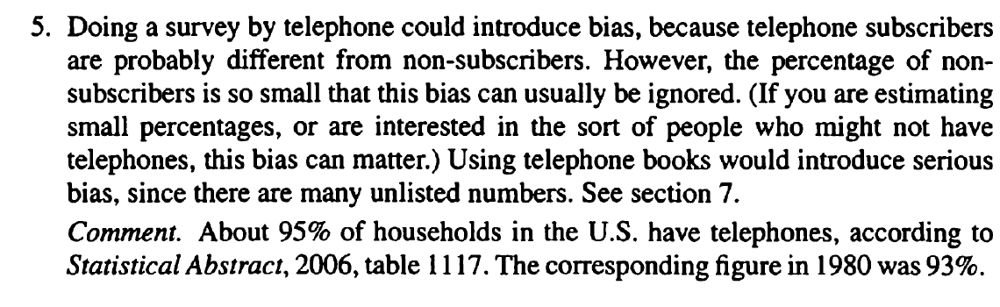 5. Doing a survey by telephone could introduce bias, because telephone subscribers
are probably different from non-subscribers. However, the percentage of non-
subscribers is so small that this bias can usually be ignored. (If you are estimating
small percentages, or are interested in the sort of people who might not have
telephones, this bias can matter.) Using telephone books would introduce serious
bias, since there are many unlisted numbers. See section 7.
Comment. About 95% of households in the U.S. have telephones, according to
Statistical Abstract, 2006, table 1117. The corresponding figure in 1980 was 93%.